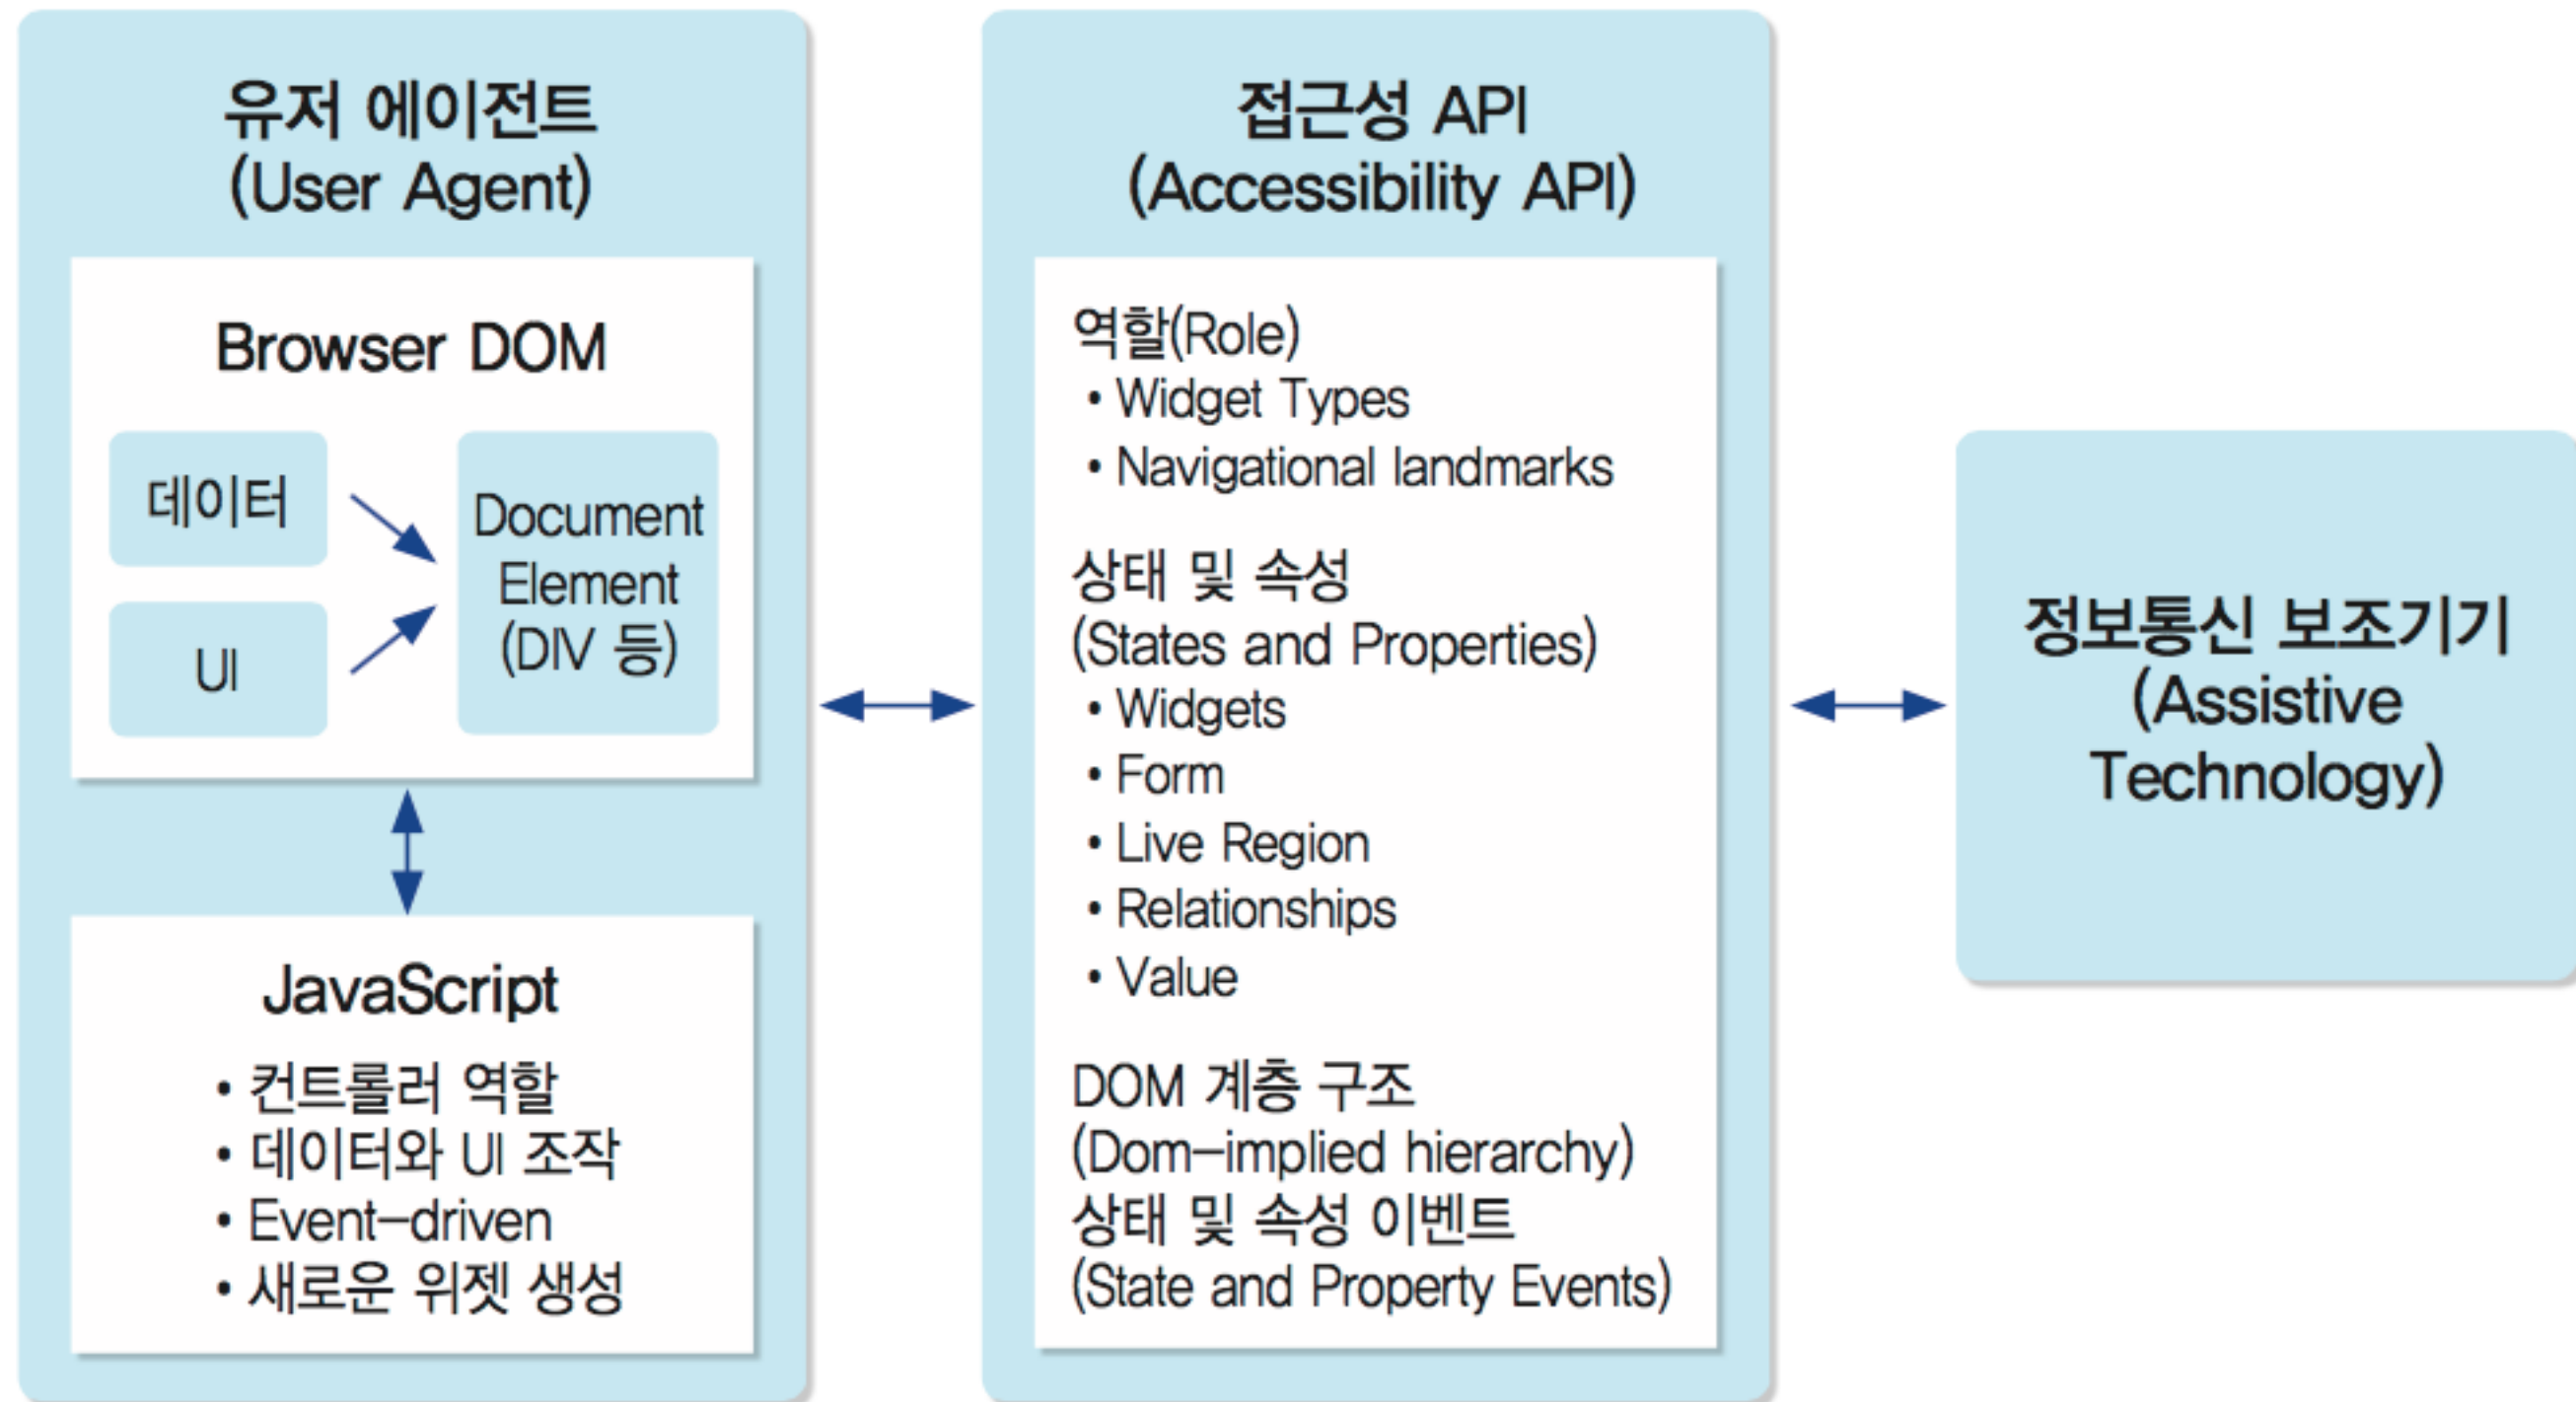 유저 에이전트
(User Agent)
Browser DOM
데이터
UI
Document
Element
(DIV 등)
JavaScript
• 컨트롤러 역할
• 데이터와 UI 조작
• Event-driven
• 새로운 위젯 생성
접근성 API
(Accessibility API)
역할(Role)
• Widget Types
• Navigational landmarks
상태 및 속성
(States and Properties)
• Widgets
• Form
• Live Region
• Relationships
• Value
DOM 계층 구조
(Dom-implied hierarchy)
상태 및 속성 이벤트
(State and Property Events)
정보통신 보조기기
(Assistive
Technology)